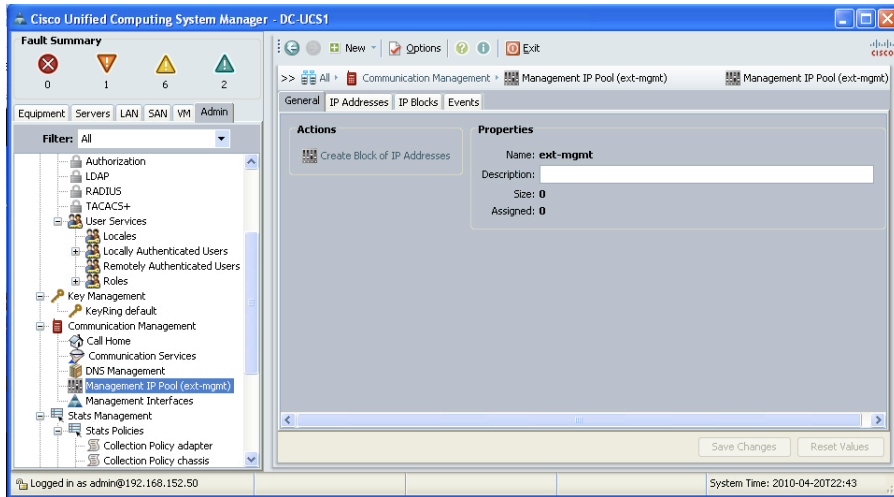 Cisco Unified Computing System Manager - DC-UCS1
Fault Summary
0 1 6 2
Equipment Servers LAN SAN VM Admin
Filter: All
Authorization
LDAP
RADIUS
TACACS+
User Services
Locales
Locally Authenticated Users
Remotely Authenticated Users
Roles
Key Management
KeyRing default
Communication Management
Call Home
Communication Services
DNS Management
Management IP Pool (ext-mgmt)
Management Interfaces
Stats Management
Stats Policies
Collection Policy adapter
Collection Policy chassis
New Options Exit
CISCO
>> All Communication Management Management IP Pool (ext-mgmt) Management IP Pool (ext-mgmt)
General IP Addresses IP Blocks Events
Actions
Create Block of IP Addresses
Properties
Name: ext-mgmt
Description:
Size: 0
Assigned: 0
Save Changes Reset Values
Logged in as admin@192.168.152.50 System Time: 2010-04-20T22:43